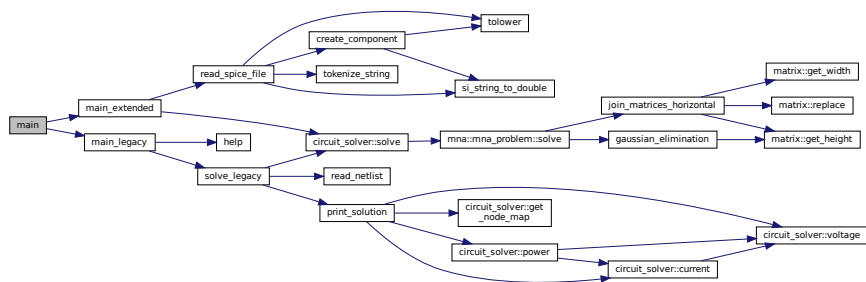 main
main_extended
main_legacy
read_spice_file
help
solve_legacy
create_component
tokenize_string
circuit_solver::solve
read_netlist
print_solution
tolower
si_string_to_double
mna::mna_problem::solve
circuit_solver::get
_node_map
circuit_solver::power
join_matrices_horizontal
gaussian_elimination
circuit_solver::current
matrix::get_width
matrix::replace
matrix::get_height
circuit_solver::voltage